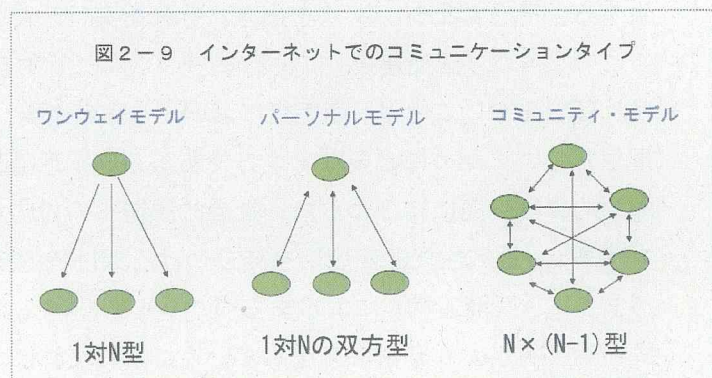 図2-9 インターネットでのコミュニケーションタイプ
ワンウェイモデル
パーソナルモデル
コミュニティ・モデル
1対N型
1対Nの双方型
N×(N-1)型